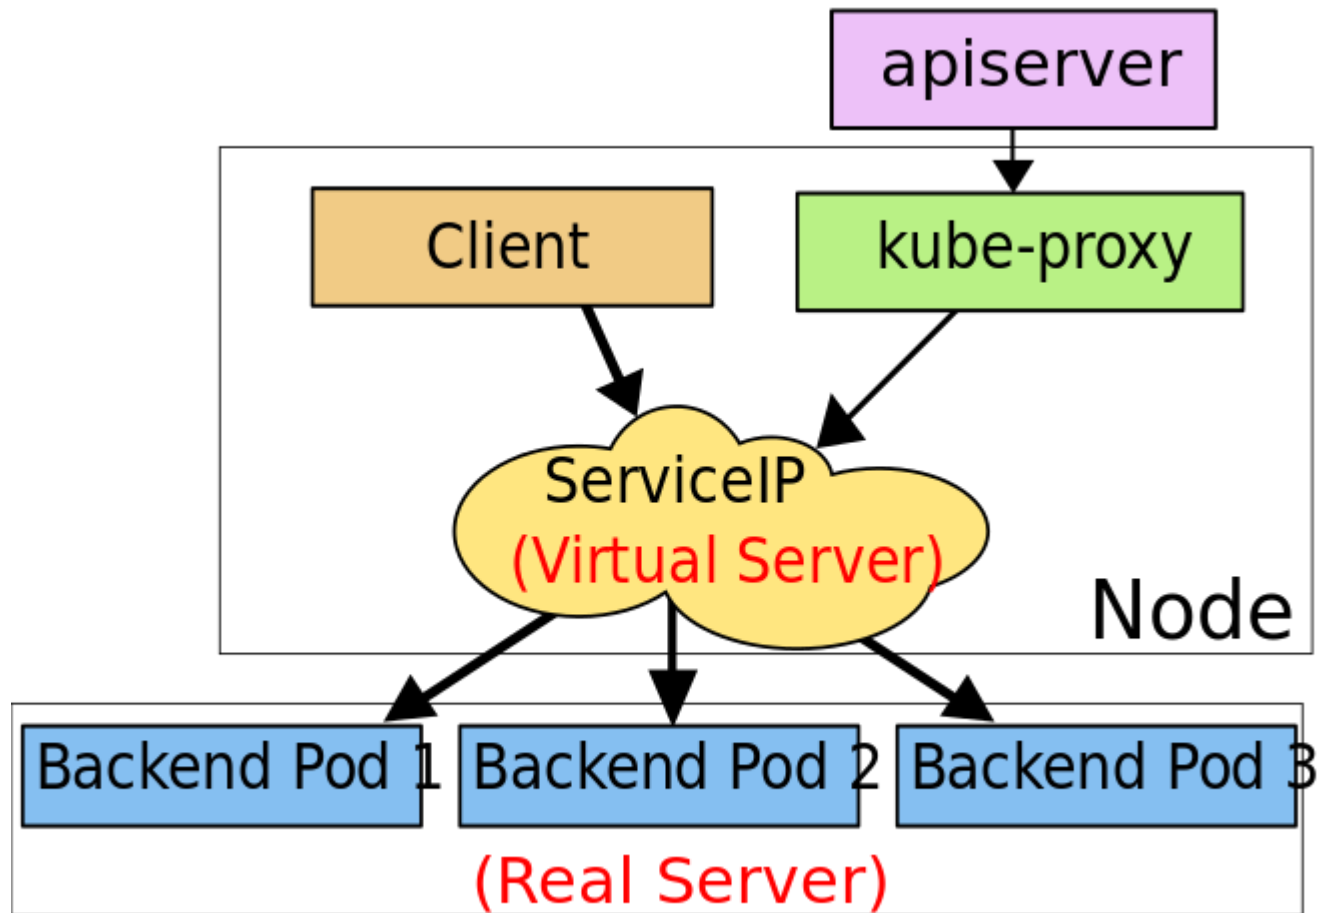 apiserver
Client
kube-proxy
ServiceIP
(Virtual Server)
Node
Backend Pod 1
Backend Pod 2
Backend Pod 3
(Real Server)